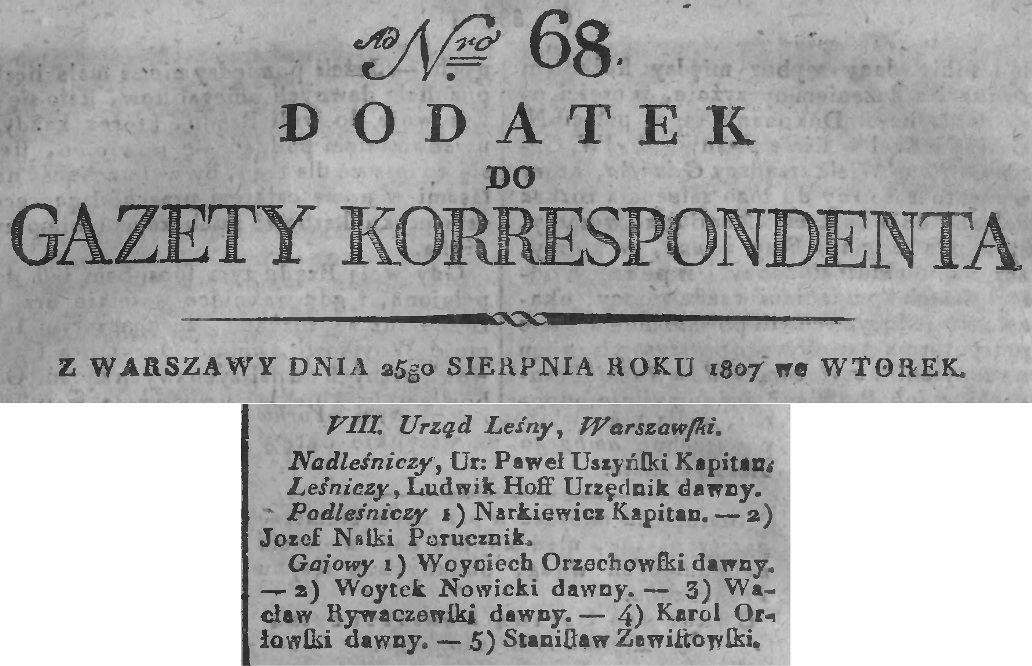 Ad Nro 68.
DODATEK
DO
GAZETY KORRESPONDENTA
Z WARSZAWY DNIA 25go SIERPNIA ROKU 1807 we WTOREK.
VIII. Urząd Leśny, Warszawſki.
Nadleśniczy, Ur: Paweł Uszyńſki Kapitan.
Leśniczy, Ludwik Hoff Urzędnik dawny.
Podleśniczy 1) Narkiewicz Kapitan. — 2)
Jozef Nalſki Porucznik.
Gajowy 1) Woyciech Orzechowſki dawny.
— 2) Woytek Nowicki dawny. — 3) Wa-
cław Rywaczewſki dawny. — 4) Karol Or-
łowſki dawny. — 5) Staniſław Zawiſtowſki.